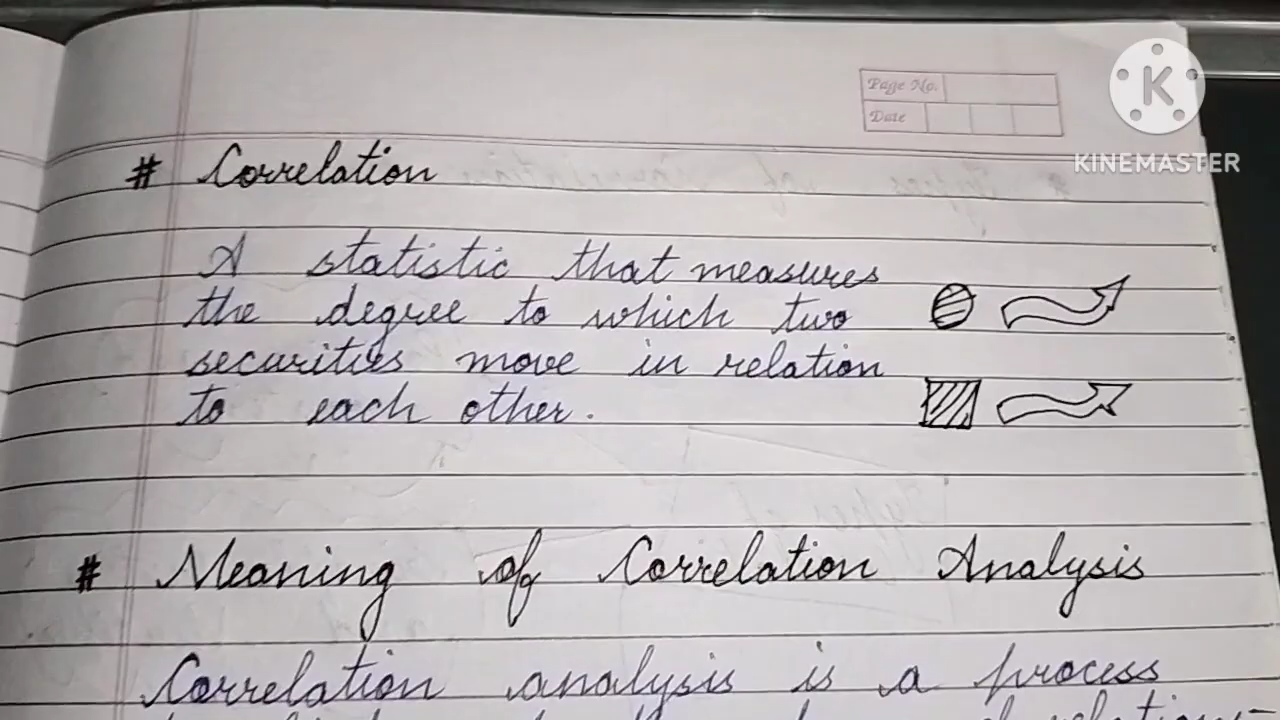 Page No.
Date
K
KINEMASTER
# Correlation
A statistic that measures
the degree to which two
securities move in relation
to each other.
# Meaning of Correlation Analysis
Correlation analysis is a process